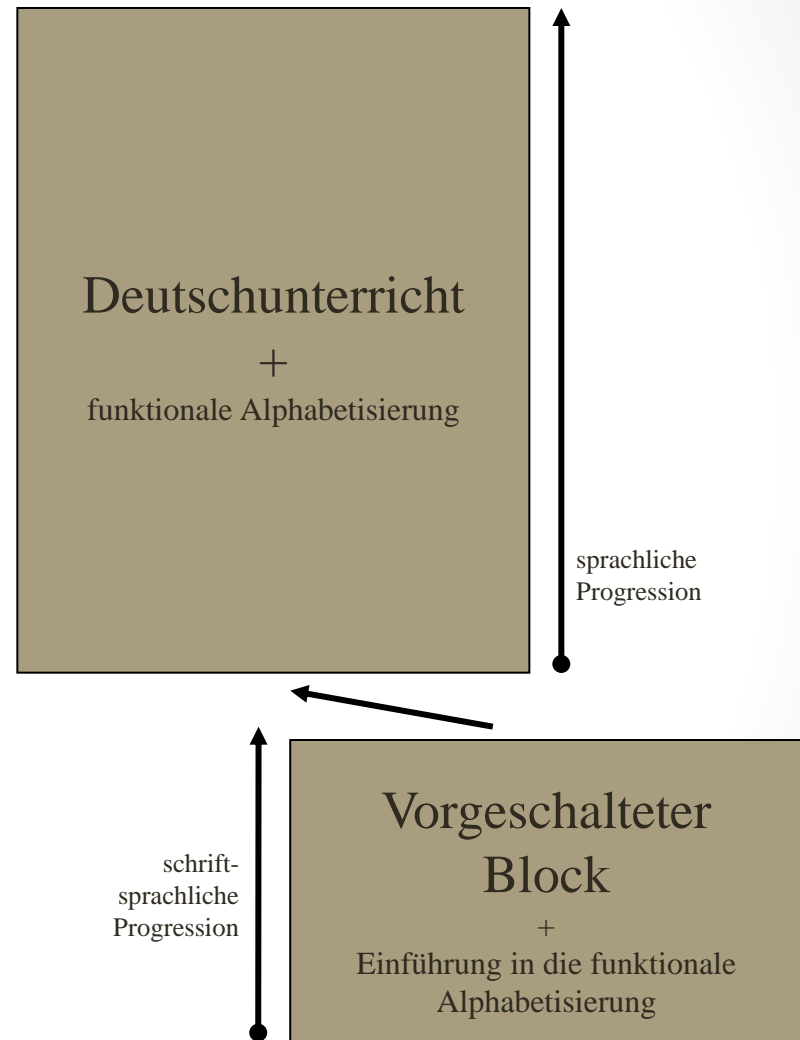 Deutschunterricht
+
funktionale Alphabetisierung
sprachliche
Progression
schrift-
sprachliche
Progression
Vorgeschalteter
Block
+
Einführung in die funktionale
Alphabetisierung